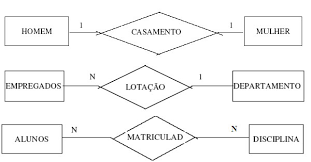 HOMEM 1 CASAMENTO 1 MULHER
EMPREGADOS N LOTAÇÃO 1 DEPARTAMENTO
ALUNOS N MATRICULAD N DISCIPLINA